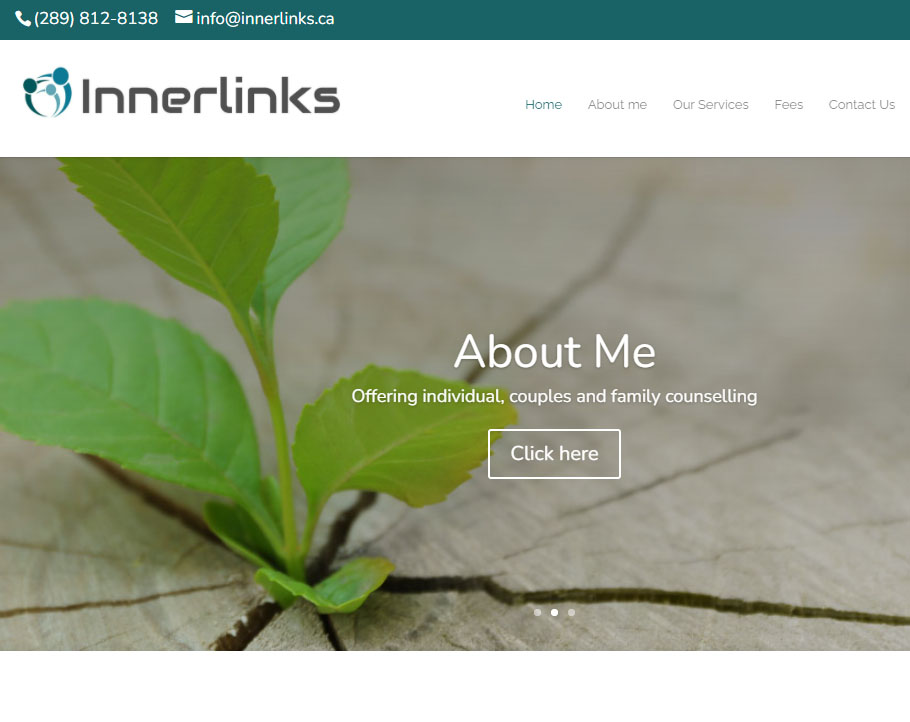 (289) 812-8138 info@innerlinks.ca
Innerlinks
Home About me Our Services Fees Contact Us
About Me
Offering individual, couples and family counselling
Click here